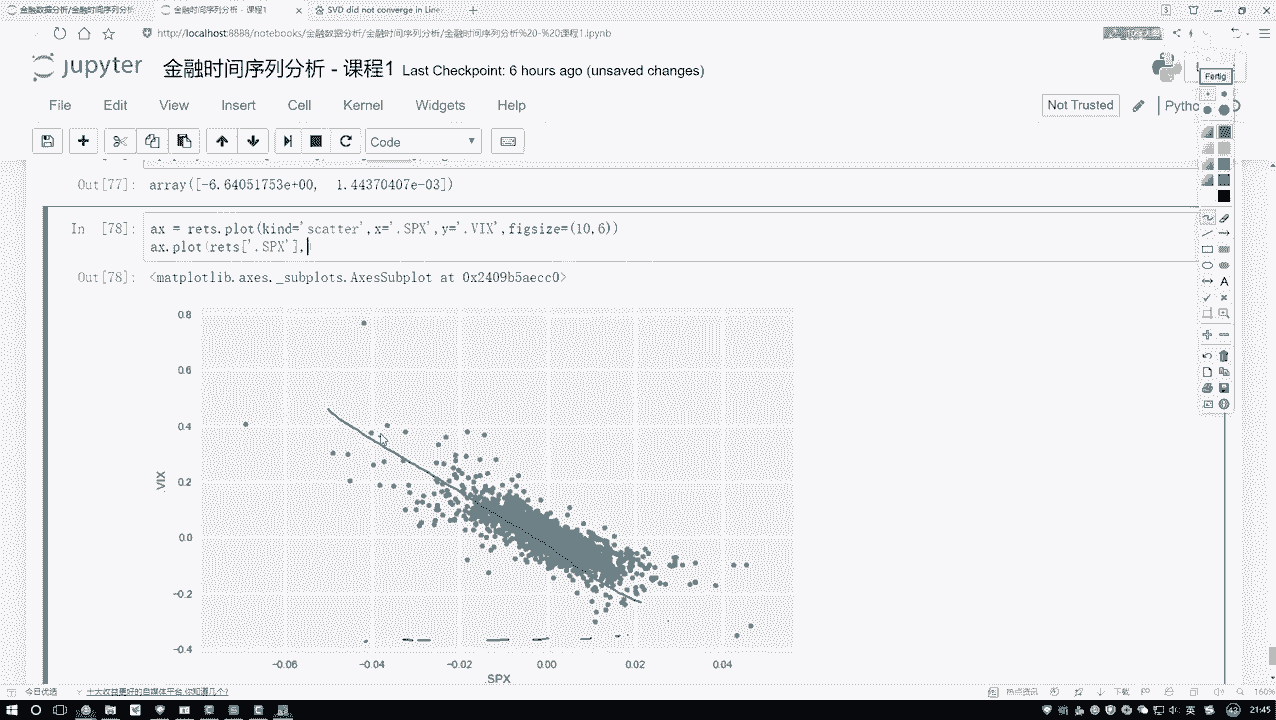 金融数据分析/金融时间序列分析
金融时间序列分析 - 课程1
SVD did not converge in Line
http://localhost:8888/notebooks/金融数据分析/金融时间序列分析/金融时间序列分析%20-%20课程1.ipynb
jupyter
金融时间序列分析 - 课程1 Last Checkpoint: 6 hours ago (unsaved changes)
Fertig
File Edit View Insert Cell Kernel Widgets Help
Not Trusted
Code
Out[77]: array([-6.64051753e+00, 1.44370407e-03])
In [78]: ax = rets.plot(kind='scatter',x='.SPX',y='.VIX',figsize=(10,6))
ax.plot(rets['.SPX'],)
Out[78]: <matplotlib.axes._subplots.AxesSubplot at 0x2409b5aecc0>
0.8
0.6
0.4
0.2
0.0
-0.2
-0.4
.VIX
-0.06 -0.04 -0.02 0.00 0.02 0.04
.SPX
今日优选
十大收益更好的自媒体平台,你知道几个?
热点资讯
下载
160%
英
21:45